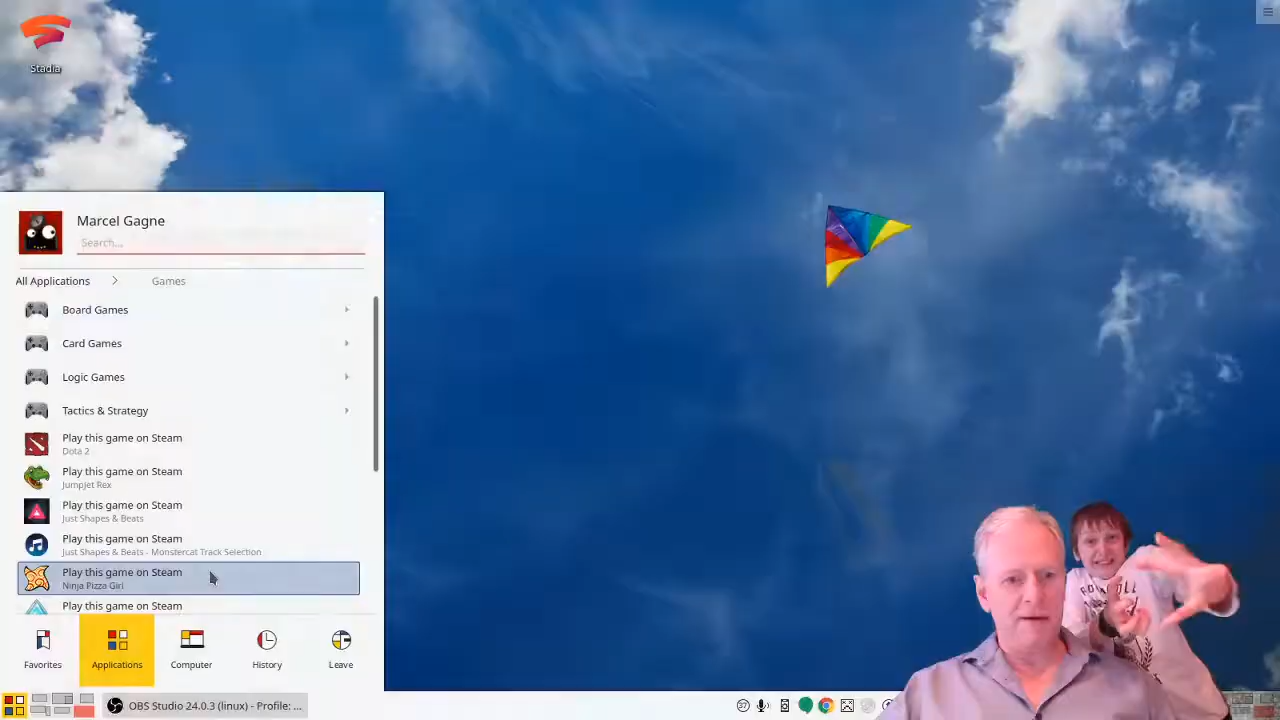 Stadia
Marcel Gagne
Search...
All Applications
Games
Board Games
Card Games
Logic Games
Tactics & Strategy
Play this game on Steam
Dota 2
Play this game on Steam
Jumpjet Rex
Play this game on Steam
Just Shapes & Beats
Play this game on Steam
Just Shapes & Beats - Monstercat Track Selection
Play this game on Steam
Ninja Pizza Girl
Play this game on Steam
Favorites
Applications
Computer
History
Leave
OBS Studio 24.0.3 (linux) - Profile: ...